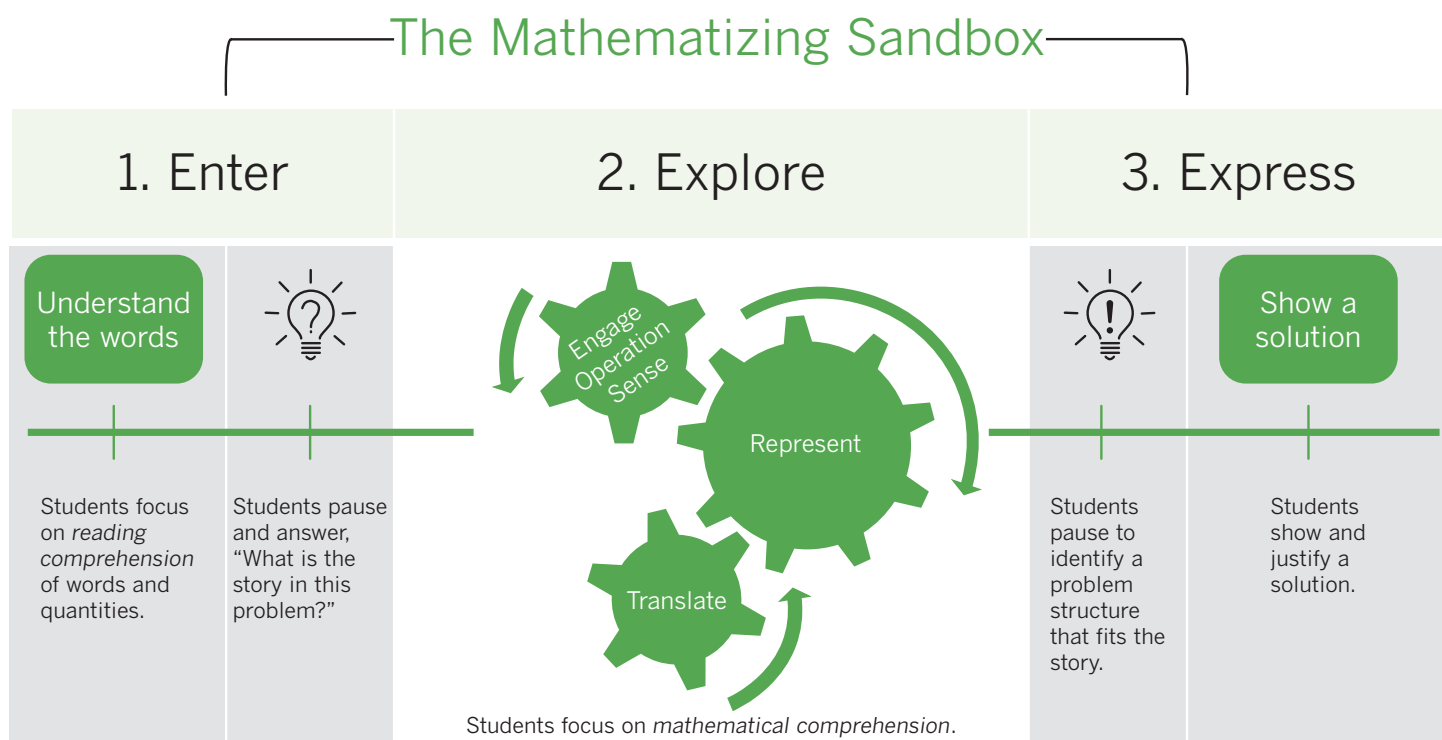 The Mathematizing Sandbox
1. Enter
2. Explore
3. Express
Understand
the words
?
Engage
Operation
Sense
Represent
Translate
!
Show a
solution
Students focus
on reading
comprehension
of words and
quantities.
Students pause
and answer,
“What is the
story in this
problem?”
Students focus on mathematical comprehension.
Students
pause to
identify a
problem
structure
that fits the
story.
Students
show and
justify a
solution.